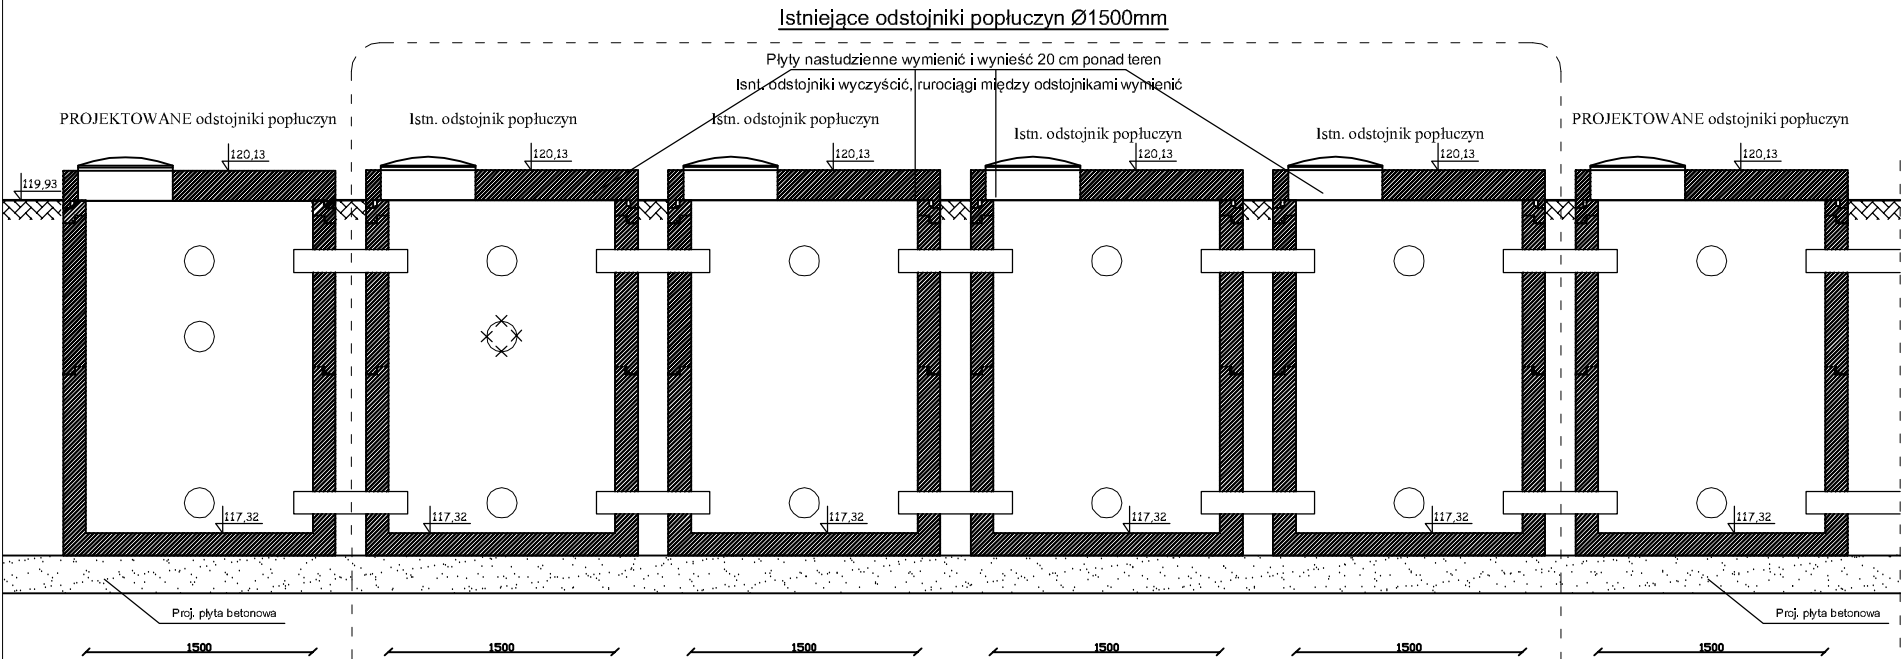 Istniejące odstojniki popłuczyn Ø1500mm
Płyty nastudzienne wymienić i wynieść 20 cm ponad teren
Isnt. odstojniki wyczyścić, rurociągi między odstojnikami wymienić
PROJEKTOWANE odstojniki popłuczyn
Istn. odstojnik popłuczyn
Istn. odstojnik popłuczyn
Istn. odstojnik popłuczyn
Istn. odstojnik popłuczyn
PROJEKTOWANE odstojniki popłuczyn
120,13
120,13
120,13
120,13
120,13
120,13
119,93
117,32
117,32
117,32
117,32
117,32
117,32
Proj. płyta betonowa
Proj. płyta betonowa
1500
1500
1500
1500
1500
1500